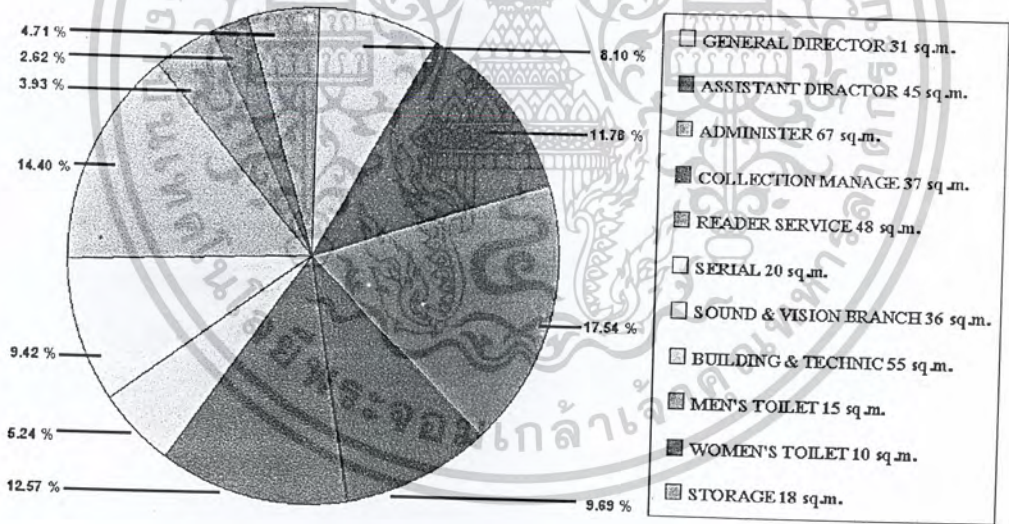 4.71 %
2.62 %
3.93 %
14.40 %
9.42 %
5.24 %
12.57 %
8.10 %
11.78 %
17.54 %
9.69 %
GENERAL DIRECTOR 31 sq.m.
ASSISTANT DIRACTOR 45 sq.m.
ADMINISTER 67 sq.m.
COLLECTION MANAGE 37 sq.m.
READER SERVICE 48 sq.m.
SERIAL 20 sq.m.
SOUND & VISION BRANCH 36 sq.m.
BUILDING & TECHNIC 55 sq.m.
MEN'S TOILET 15 sq.m.
WOMEN'S TOILET 10 sq.m.
STORAGE 18 sq.m.